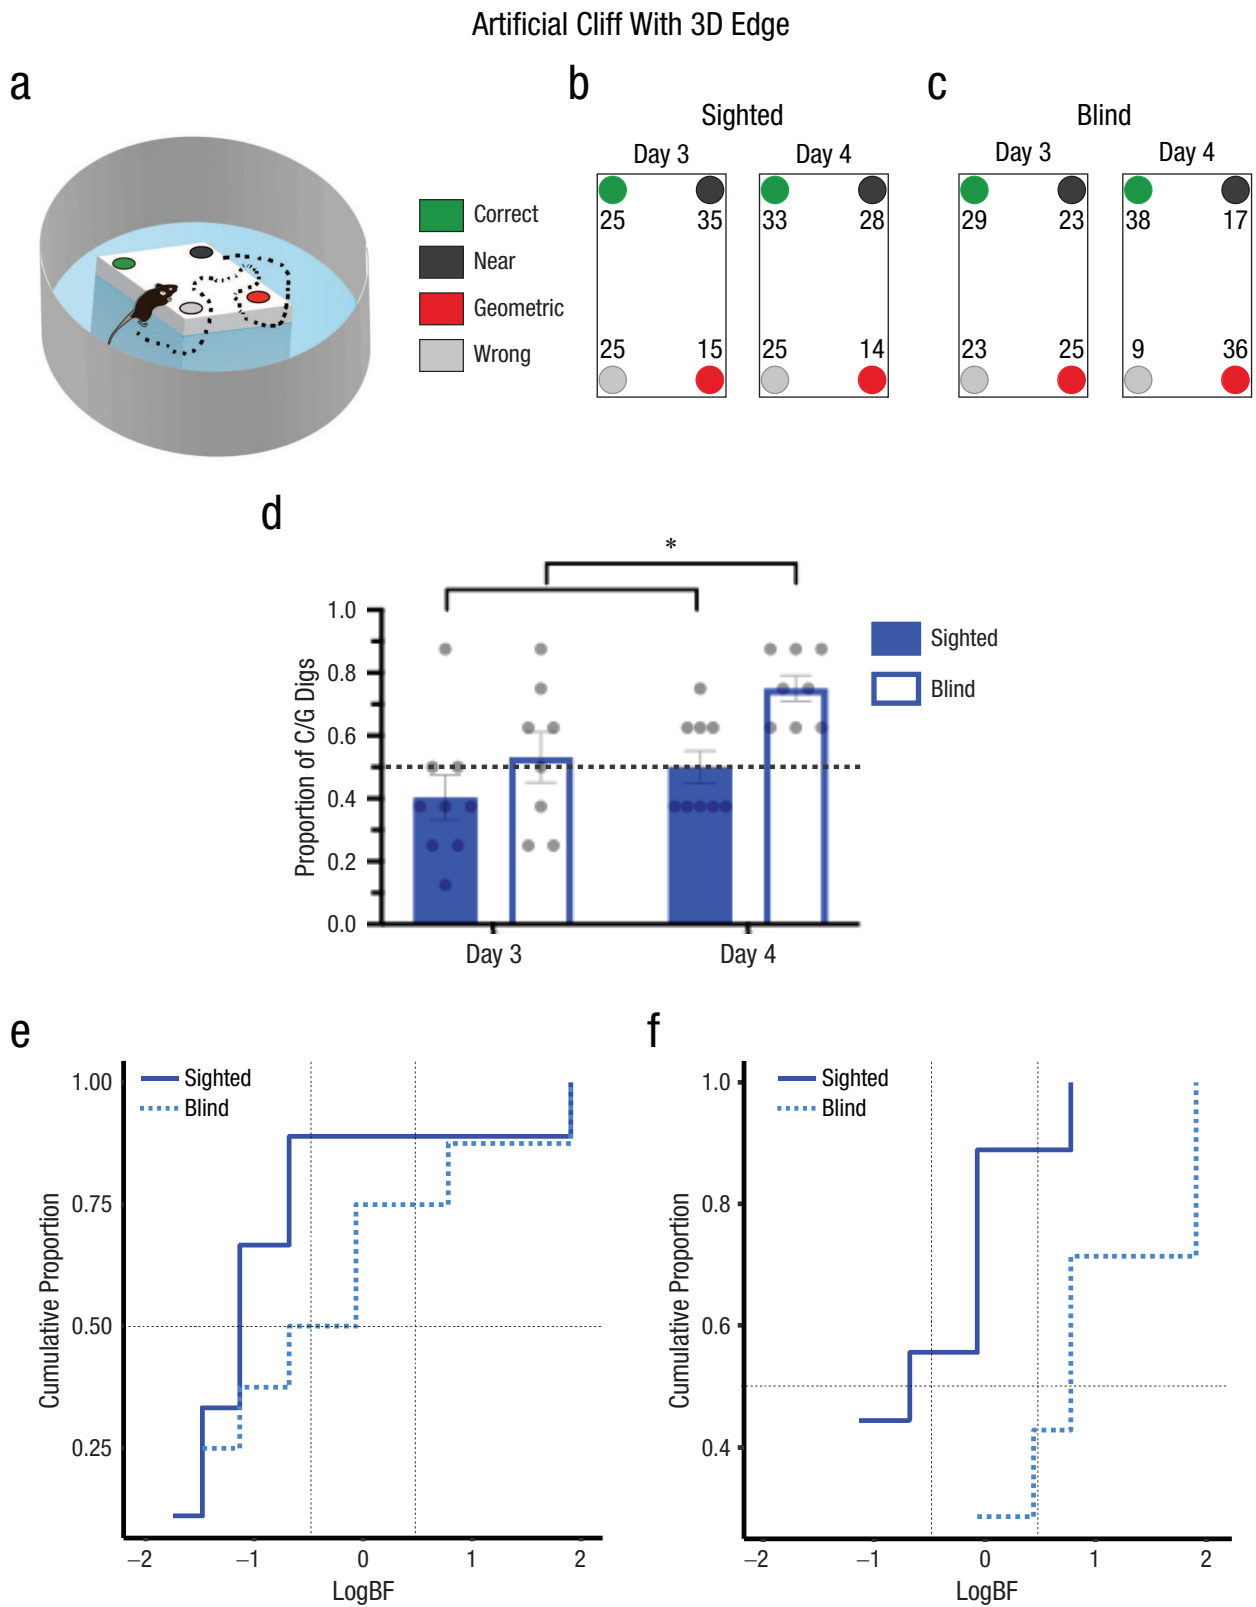 Artificial Cliff With 3D Edge
a
Correct
Near
Geometric
Wrong
b
Sighted
Day 3
Day 4
25
35
33
28
25
15
25
14
c
Blind
Day 3
Day 4
29
23
38
17
23
25
9
36
d
*
Proportion of C/G Digs
1.0
0.8
0.6
0.4
0.2
0.0
Day 3
Day 4
Sighted
Blind
e
Sighted
Blind
Cumulative Proportion
1.00
0.75
0.50
0.25
−2
−1
0
1
2
LogBF
f
Sighted
Blind
Cumulative Proportion
1.0
0.8
0.6
0.4
−2
−1
0
1
2
LogBF